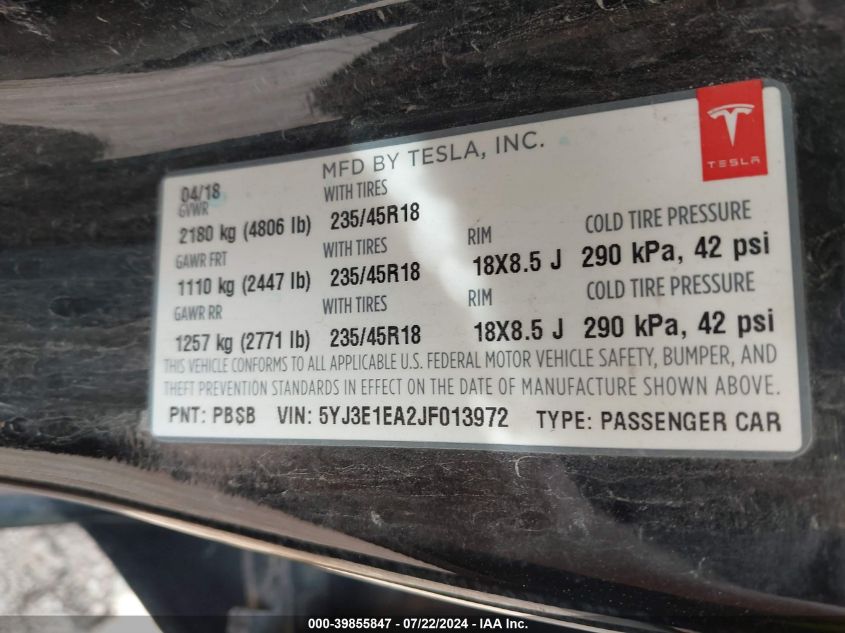 MFD BY TESLA, INC.
TESLA
04/18
GVWR WITH TIRES
2180 kg (4806 lb) 235/45R18
GAWR FRT WITH TIRES RIM COLD TIRE PRESSURE
1110 kg (2447 lb) 235/45R18 18X8.5 J 290 kPa, 42 psi
GAWR RR WITH TIRES RIM COLD TIRE PRESSURE
1257 kg (2771 lb) 235/45R18 18X8.5 J 290 kPa, 42 psi
THIS VEHICLE CONFORMS TO ALL APPLICABLE U.S. FEDERAL MOTOR VEHICLE SAFETY, BUMPER, AND
THEFT PREVENTION STANDARDS IN EFFECT ON THE DATE OF MANUFACTURE SHOWN ABOVE.
PNT: PBSB VIN: 5YJ3E1EA2JF013972 TYPE: PASSENGER CAR
000-39855847 / 07/22/2024 - IAA Inc.